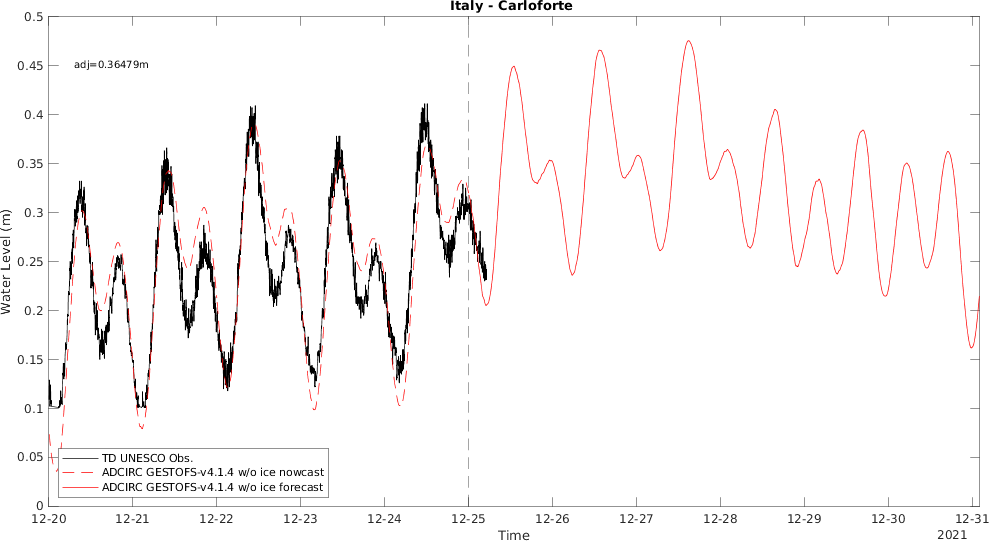 Italy - Carloforte
adj=0.36479m
Water Level (m)
0.5
0.45
0.4
0.35
0.3
0.25
0.2
0.15
0.1
0.05
0
TD UNESCO Obs.
ADCIRC GESTOFS-v4.1.4 w/o ice nowcast
ADCIRC GESTOFS-v4.1.4 w/o ice forecast
12-20 12-21 12-22 12-23 12-24 12-25 12-26 12-27 12-28 12-29 12-30 12-31
Time
2021